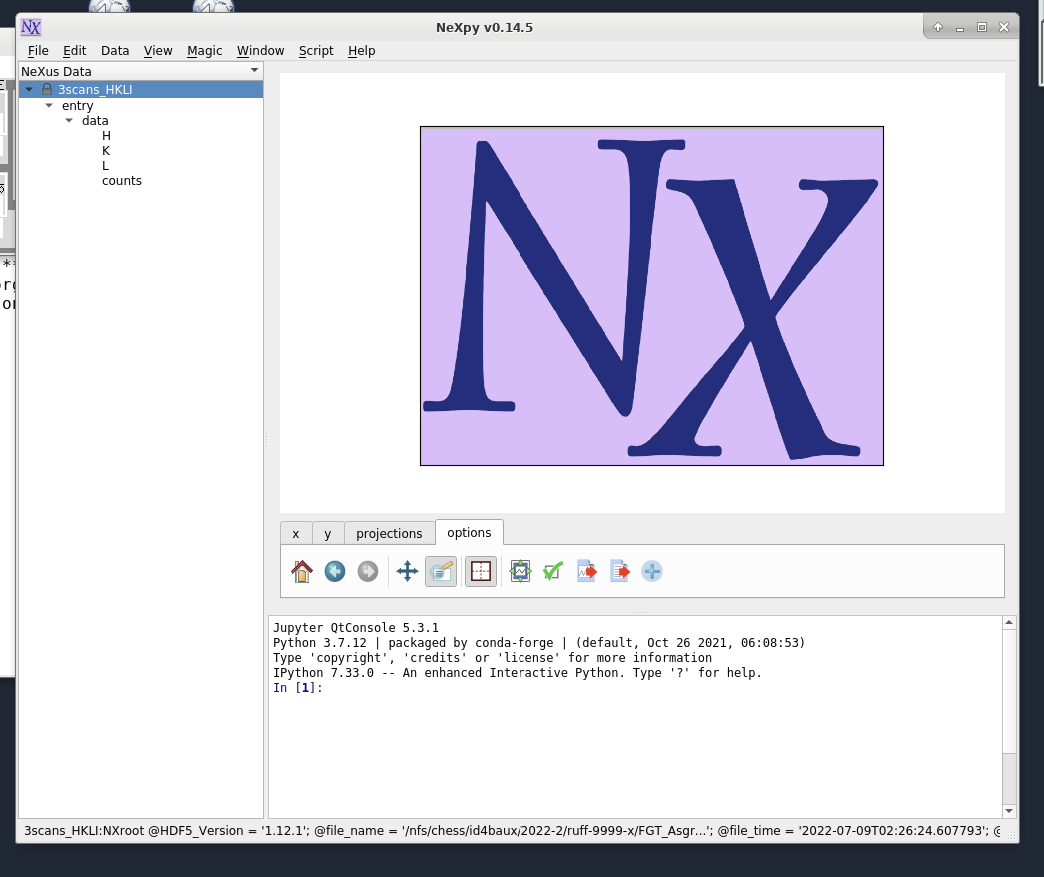 NX
NeXpy v0.14.5
File Edit Data View Magic Window Script Help
NeXus Data
3scans_HKLI
entry
data
H
K
L
counts
NX
x y projections options
Jupyter QtConsole 5.3.1
Python 3.7.12 | packaged by conda-forge | (default, Oct 26 2021, 06:08:53)
Type 'copyright', 'credits' or 'license' for more information
IPython 7.33.0 -- An enhanced Interactive Python. Type '?' for help.
In [1]:
3scans_HKLI:NXroot @HDF5_Version = '1.12.1'; @file_name = '/nfs/chess/id4baux/2022-2/ruff-9999-x/FGT_Asgr...'; @file_time = '2022-07-09T02:26:24.607793'; @